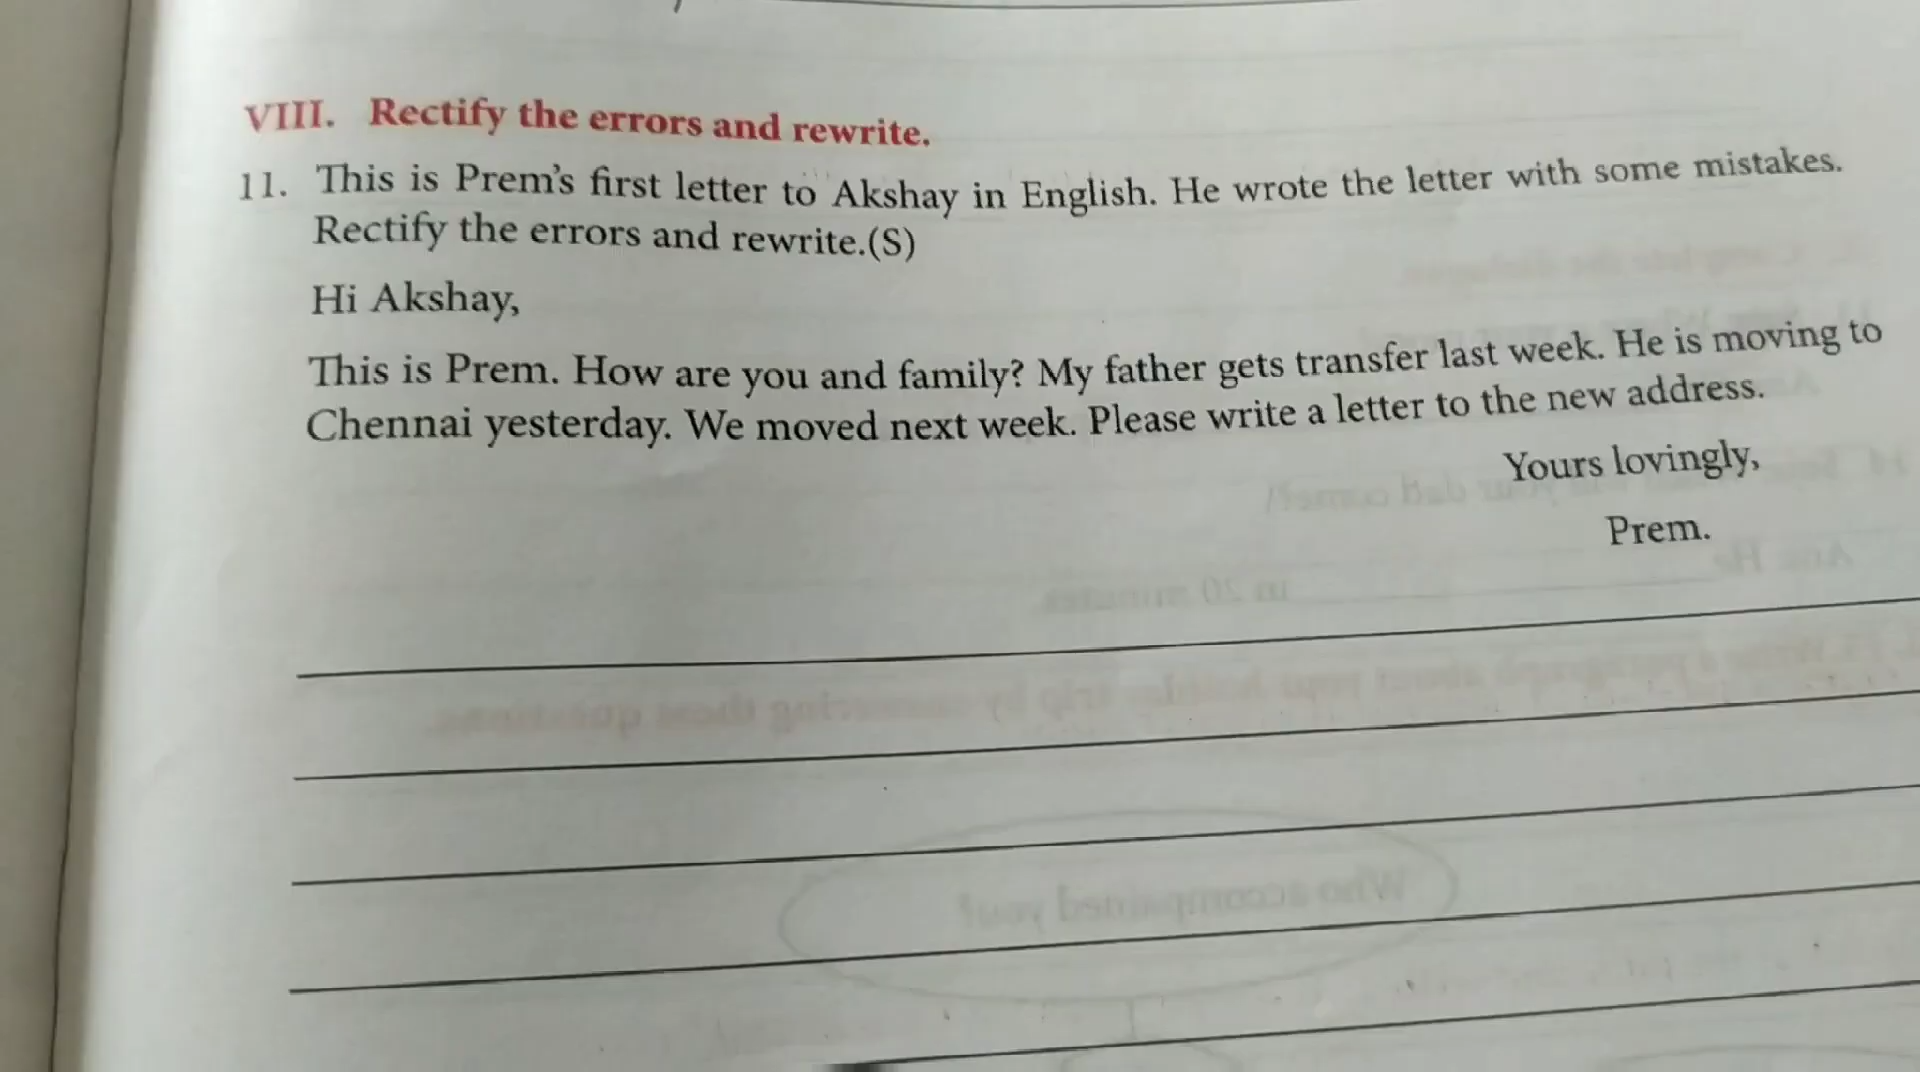 VIII. Rectify the errors and rewrite.
11. This is Prem's first letter to Akshay in English. He wrote the letter with some mistakes.
Rectify the errors and rewrite.(S)
Hi Akshay,
This is Prem. How are you and family? My father gets transfer last week. He is moving to
Chennai yesterday. We moved next week. Please write a letter to the new address.
Yours lovingly,
Prem.